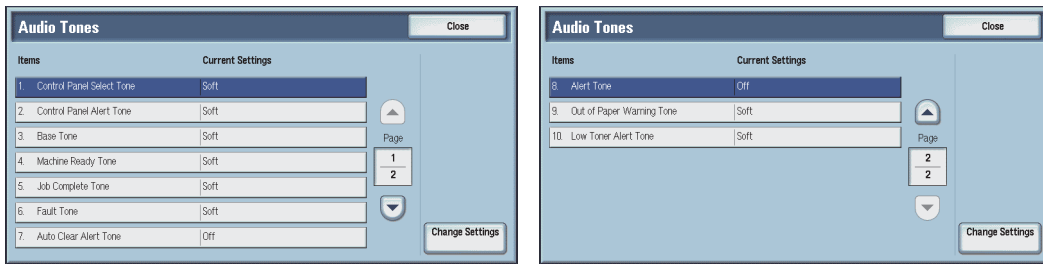 Audio Tones Close
Items Current Settings
1. Control Panel Select Tone Soft
2. Control Panel Alert Tone Soft
3. Base Tone Soft
Page
4. Machine Ready Tone Soft
1
2
5. Job Complete Tone Soft
6. Fault Tone Soft
7. Auto Clear Alert Tone Off
Change Settings
Audio Tones Close
Items Current Settings
8. Alert Tone Off
9. Out of Paper Warning Tone Soft
10. Low Toner Alert Tone Soft
Page
2
2
Change Settings